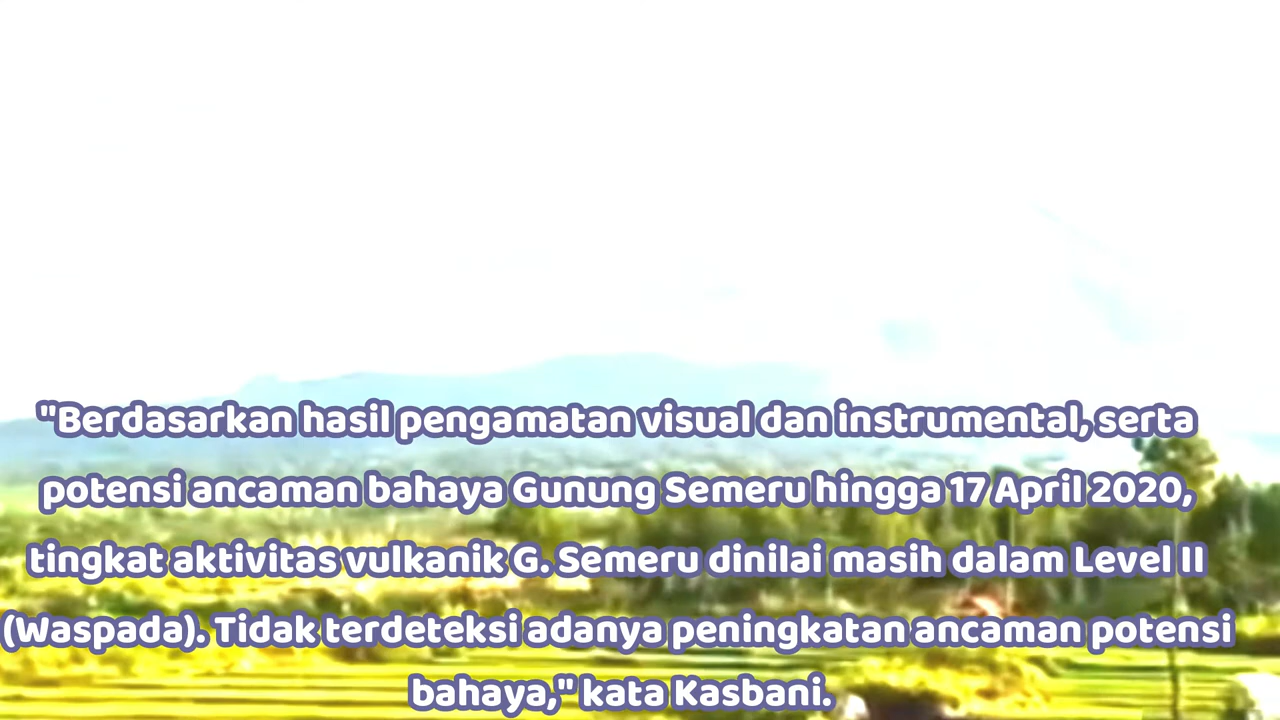 "Berdasarkan hasil pengamatan visual dan instrumental, serta
potensi ancaman bahaya Gunung Semeru hingga 17 April 2020,
tingkat aktivitas vulkanik G. Semeru dinilai masih dalam Level II
(Waspada). Tidak terdeteksi adanya peningkatan ancaman potensi
bahaya," kata Kasbani.